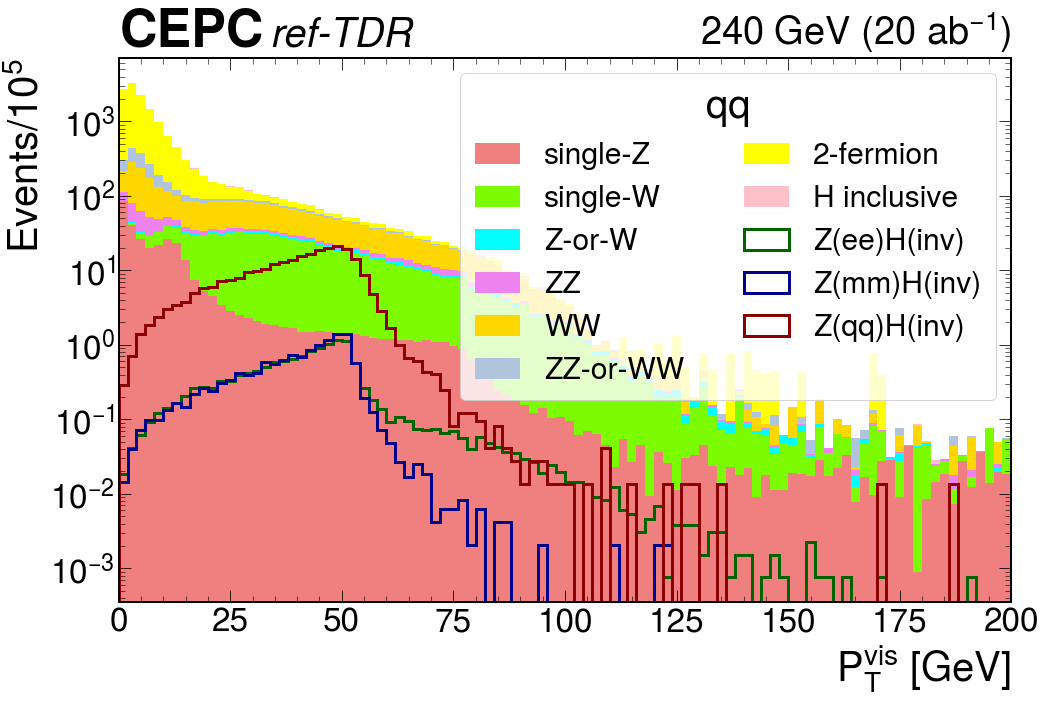 CEPC ref-TDR
240 GeV (20 ab⁻¹)
Events/10⁵
10³
10²
10¹
10⁰
10⁻¹
10⁻²
10⁻³
qq
single-Z
single-W
Z-or-W
ZZ
WW
ZZ-or-WW
2-fermion
H inclusive
Z(ee)H(inv)
Z(mm)H(inv)
Z(qq)H(inv)
0 25 50 75 100 125 150 175 200
P_T^vis [GeV]